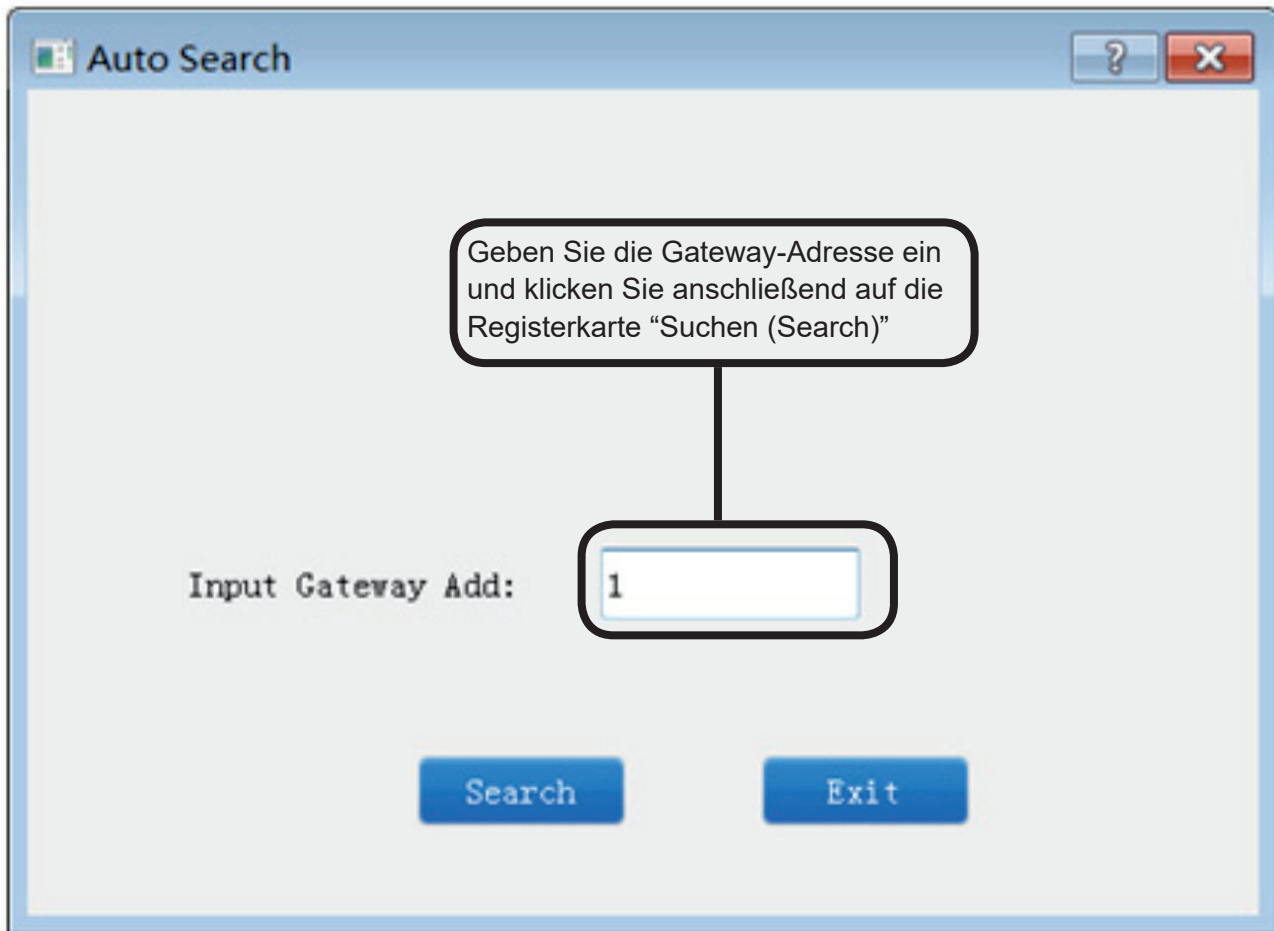 Auto Search
Geben Sie die Gateway-Adresse ein
und klicken Sie anschließend auf die
Registerkarte “Suchen (Search)”
Input Gateway Add: 1
Search Exit